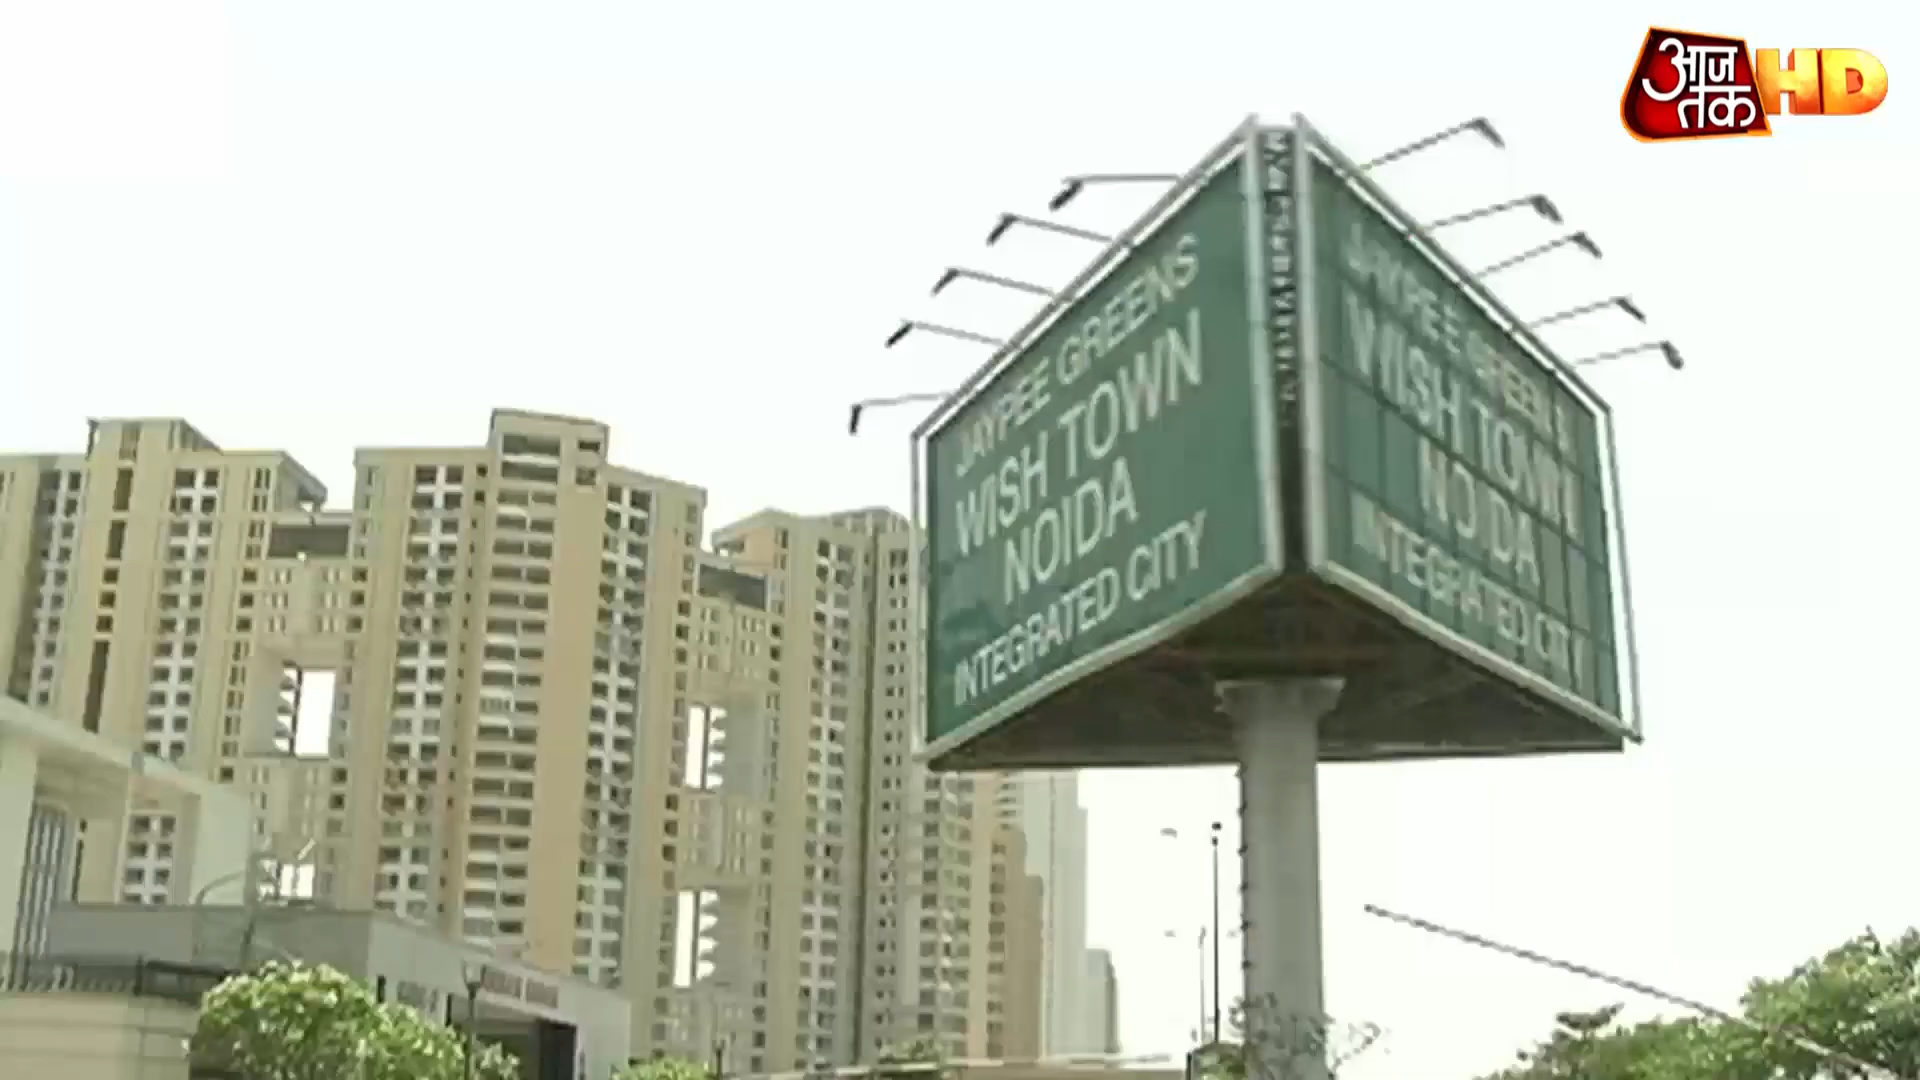 आज
तक HD
JAYPEE GREENS
WISH TOWN
NOIDA
INTEGRATED CITY
JAYPEE GREENS
WISH TOWN
NOIDA
INTEGRATED CITY